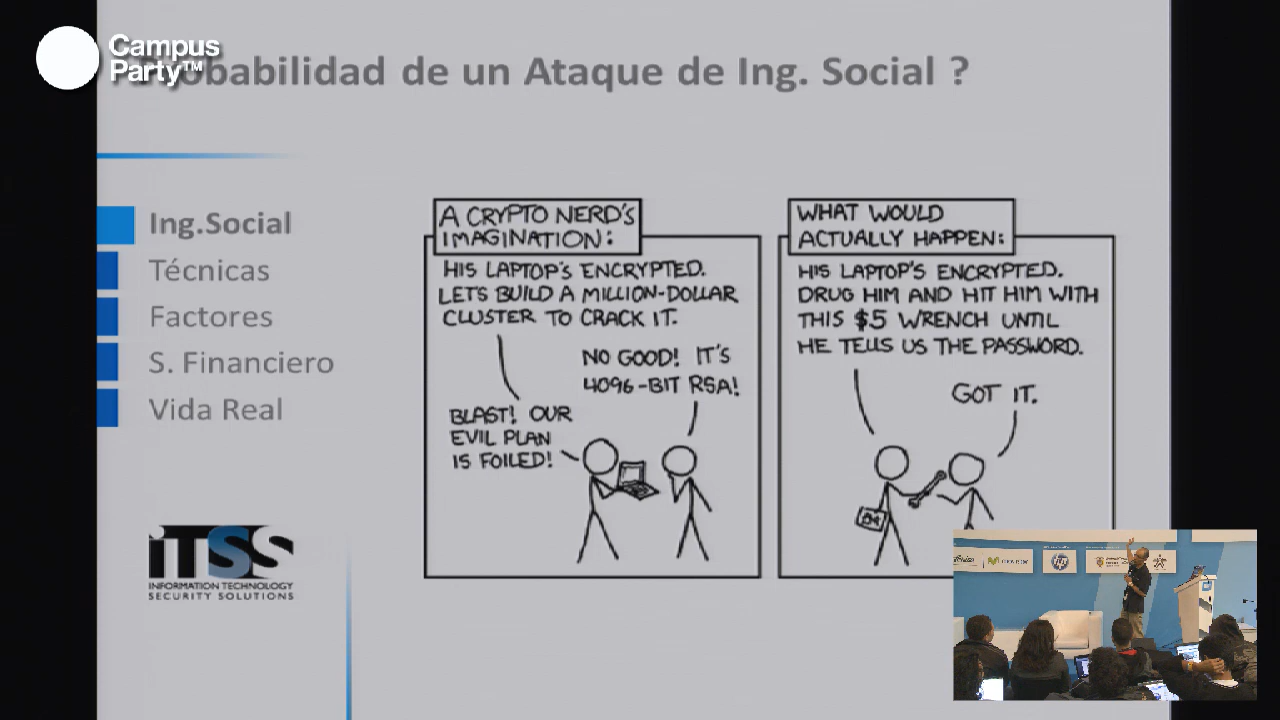 Campus
Party™
Probabilidad de un Ataque de Ing. Social ?
Ing.Social
Técnicas
Factores
S. Financiero
Vida Real
iTSS
INFORMATION TECHNOLOGY
SECURITY SOLUTIONS
A CRYPTO NERD'S
IMAGINATION:
HIS LAPTOP'S ENCRYPTED.
LETS BUILD A MILLION-DOLLAR
CLUSTER TO CRACK IT.
NO GOOD! IT'S
4096-BIT RSA!
BLAST! OUR
EVIL PLAN
IS FOILED!
WHAT WOULD
ACTUALLY HAPPEN:
HIS LAPTOP'S ENCRYPTED.
DRUG HIM AND HIT HIM WITH
THIS $5 WRENCH UNTIL
HE TELLS US THE PASSWORD.
GOT IT.
hp